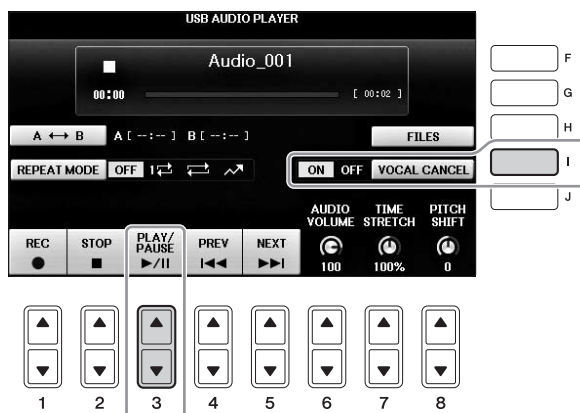 USB AUDIO PLAYER
Audio_001
00:00 [ 00:02 ]
A ↔ B A [ --:-- ] B [ --:-- ] FILES
REPEAT MODE OFF 1 ON OFF VOCAL CANCEL
AUDIO VOLUME TIME STRETCH PITCH SHIFT
REC STOP PLAY/PAUSE PREV NEXT
100 100% 0
F
G
H
I
J
1 2 3 4 5 6 7 8